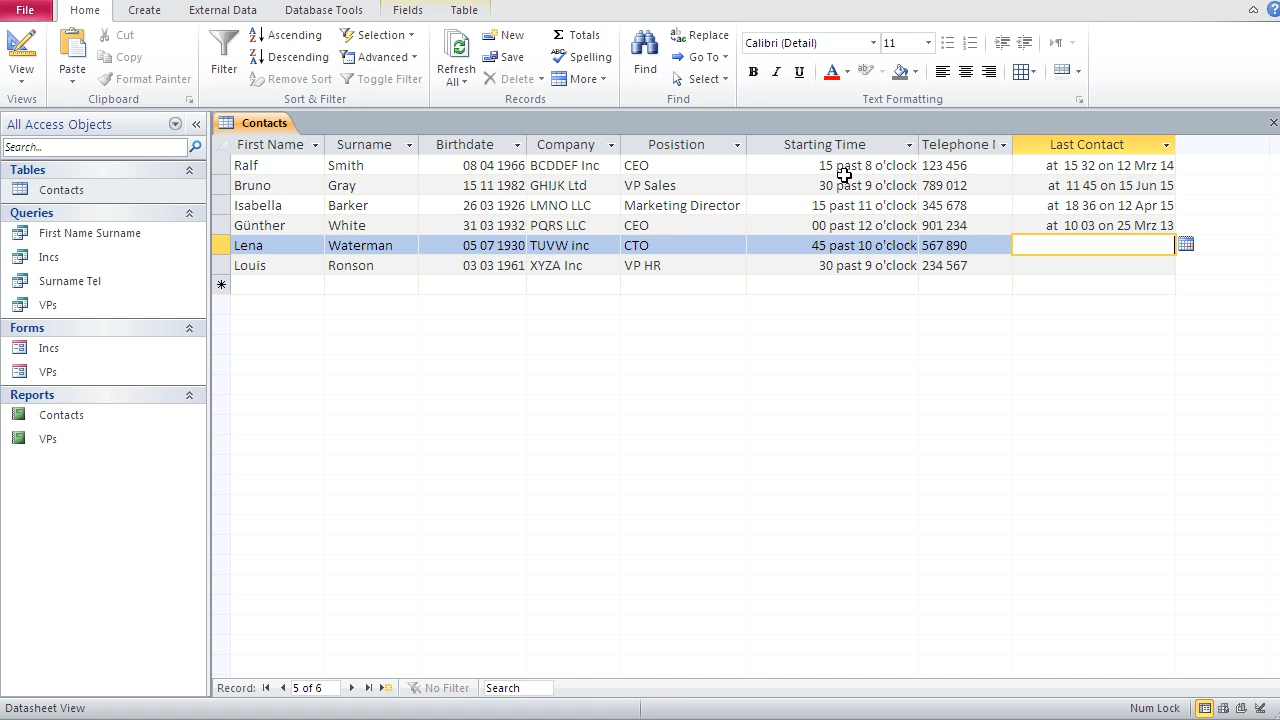 File Home Create External Data Database Tools Fields Table
View Paste Cut Copy Format Painter Filter Ascending Descending Remove Sort Selection Advanced Toggle Filter Refresh All New Save Delete Totals Spelling More Find Replace Go To Select Calibri (Detail) 11
B I U A ab
Views Clipboard Sort & Filter Records Find Text Formatting
All Access Objects
Search...
Tables
Contacts
Queries
First Name Surname
Incs
Surname Tel
VPs
Forms
Incs
VPs
Reports
Contacts
VPs
Contacts
First Name Surname Birthdate Company Posistion Starting Time Telephone Last Contact
Ralf Smith 08 04 1966 BCDDEF Inc CEO 15 past 8 o'clock 123 456 at 15 32 on 12 Mrz 14
Bruno Gray 15 11 1982 GHIJK Ltd VP Sales 30 past 9 o'clock 789 012 at 11 45 on 15 Jun 15
Isabella Barker 26 03 1926 LMNO LLC Marketing Director 15 past 11 o'clock 345 678 at 18 36 on 12 Apr 15
Günther White 31 03 1932 PQRS LLC CEO 00 past 12 o'clock 901 234 at 10 03 on 25 Mrz 13
Lena Waterman 05 07 1930 TUVW inc CTO 45 past 10 o'clock 567 890
Louis Ronson 03 03 1961 XYZA Inc VP HR 30 past 9 o'clock 234 567
Record: 5 of 6 No Filter Search
Datasheet View Num Lock